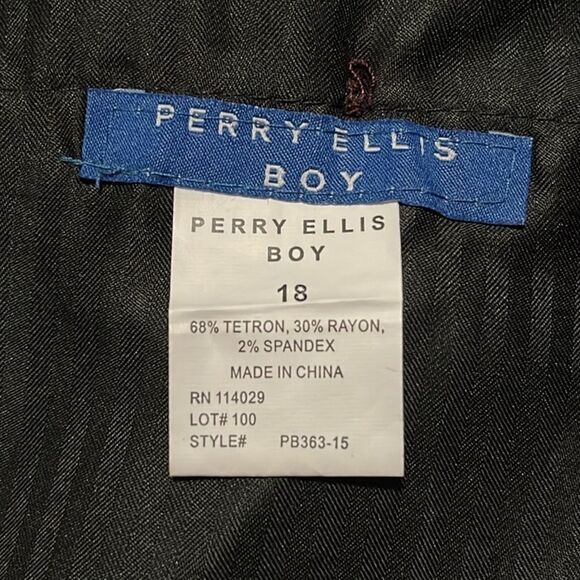 PERRY ELLIS
BOY
PERRY ELLIS
BOY
18
68% TETRON, 30% RAYON,
2% SPANDEX
MADE IN CHINA
RN 114029
LOT# 100
STYLE# PB363-15